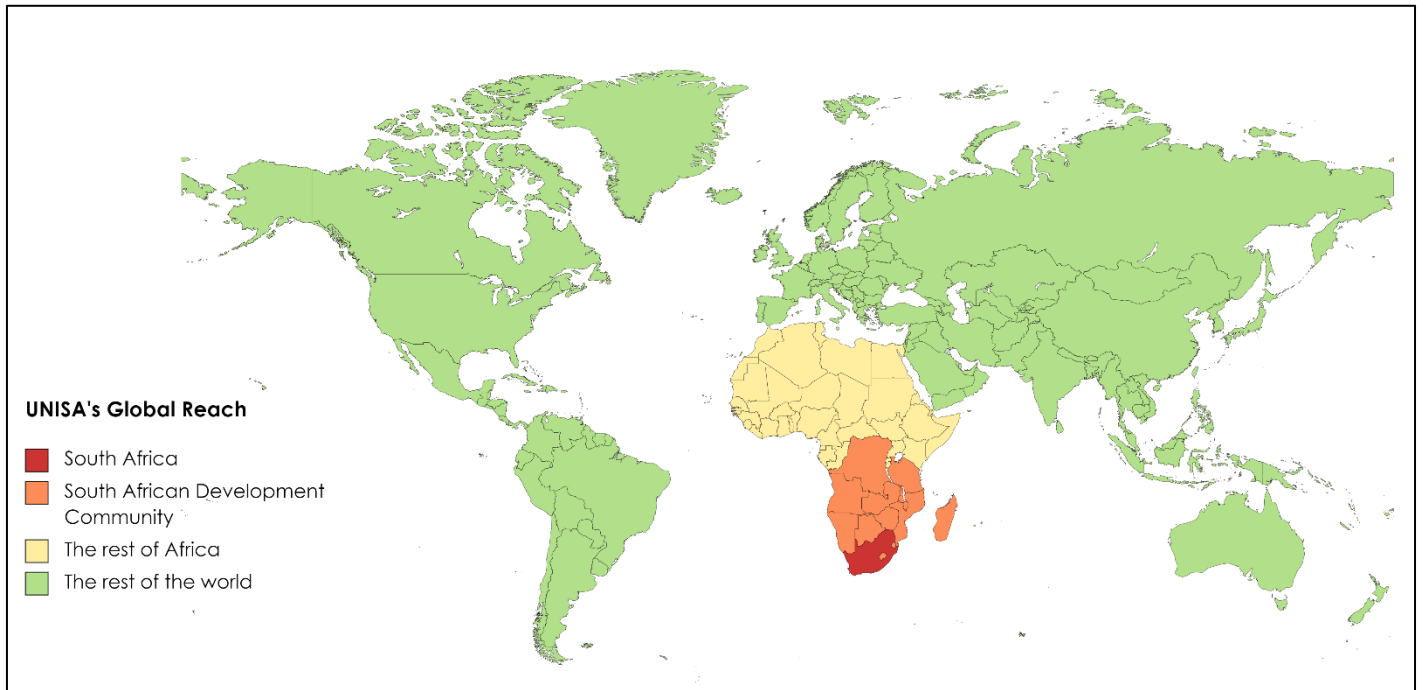 UNISA's Global Reach
South Africa
South African Development
Community
The rest of Africa
The rest of the world